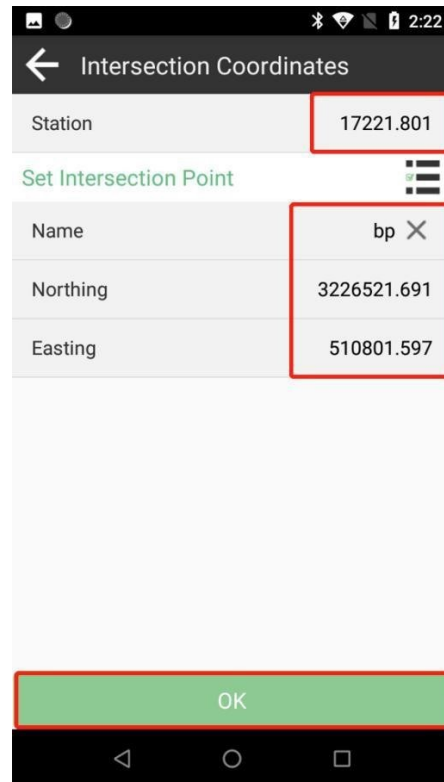 2:22
Intersection Coordinates
Station 17221.801
Set Intersection Point
Name bp
Northing 3226521.691
Easting 510801.597
OK